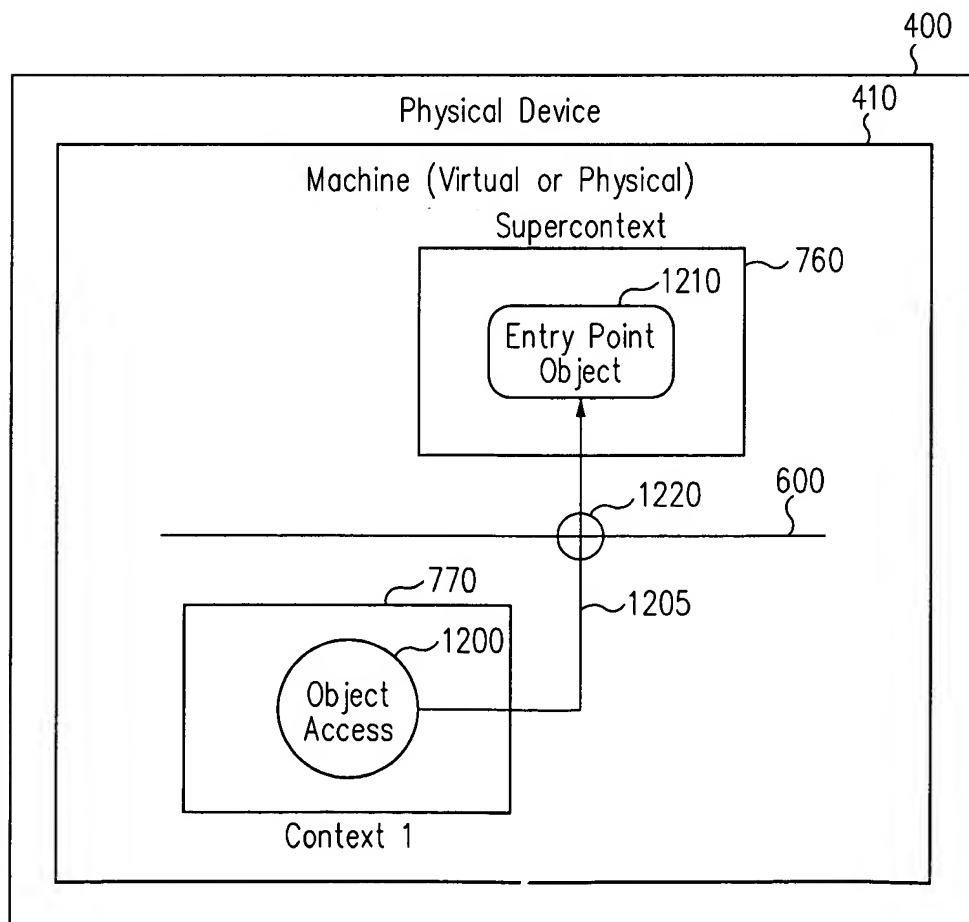 400
Physical Device
410
Machine (Virtual or Physical)
Supercontext
760
1210
Entry Point
Object
1220
600
770
1205
1200
Object
Access
Context 1